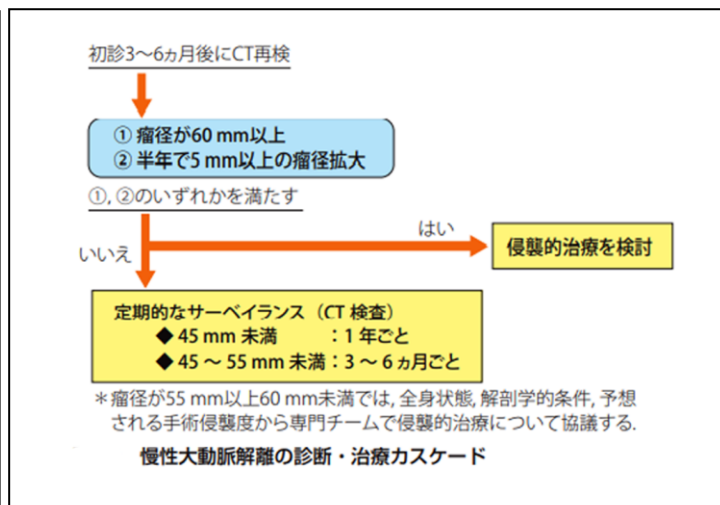 初診3〜6ヵ月後にCT再検
① 瘤径が60 mm以上
② 半年で5 mm以上の瘤径拡大
①, ②のいずれかを満たす
はい
いいえ
侵襲的治療を検討
定期的なサーベイランス（CT 検査）
◆ 45 mm 未満　　：1 年ごと
◆ 45 〜 55 mm 未満：3 〜 6 ヵ月ごと
＊瘤径が55 mm以上60 mm未満では, 全身状態, 解剖学的条件, 予想
される手術侵襲度から専門チームで侵襲的治療について協議する.
慢性大動脈解離の診断・治療カスケード